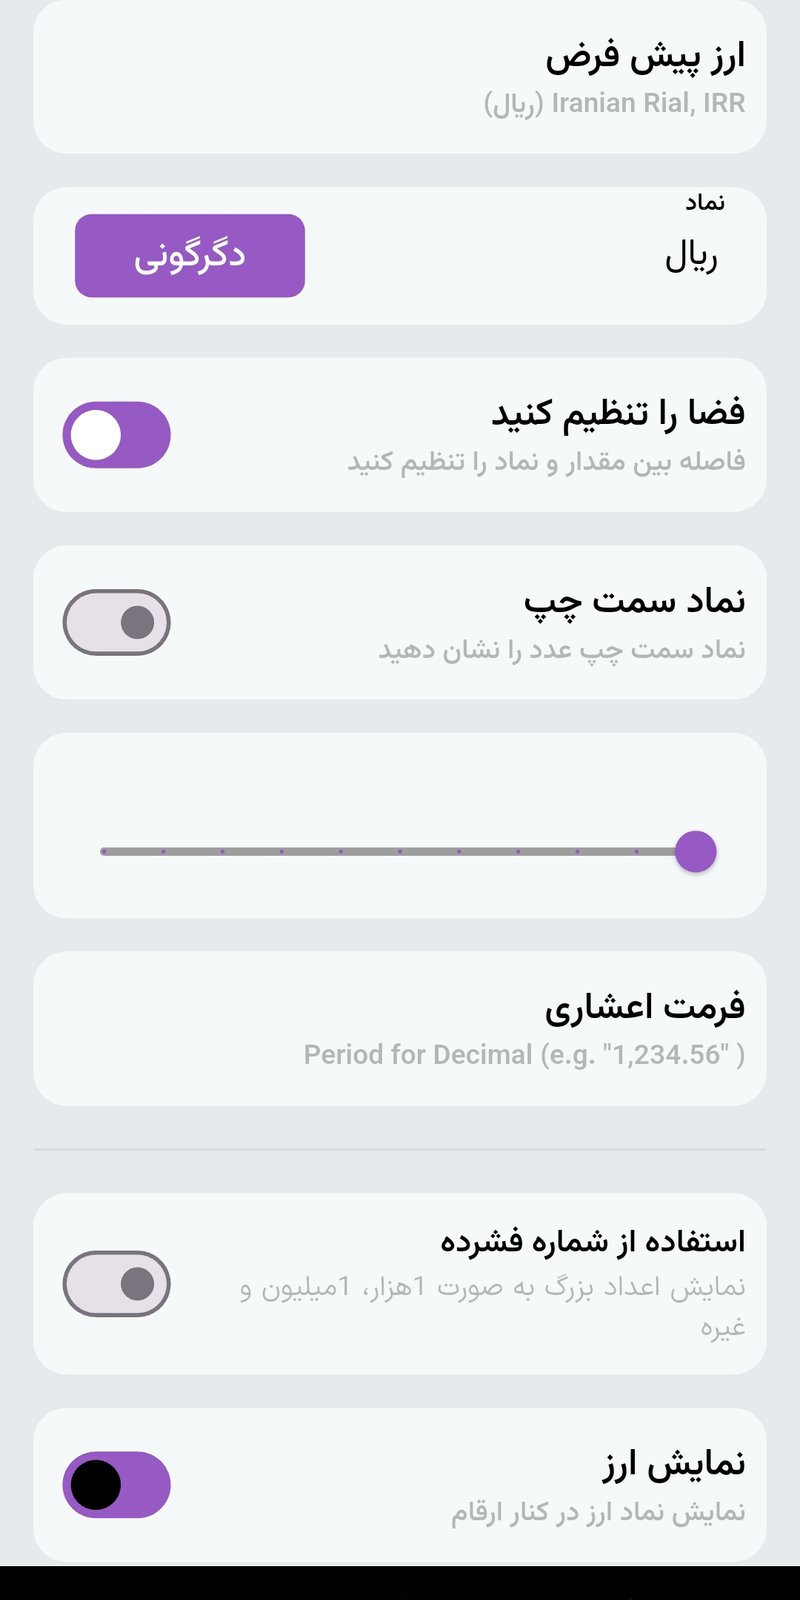 ارز پیش فرض
Iranian Rial, IRR (ریال)
نماد
ریال
دگرگونی
فضا را تنظیم کنید
فاصله بین مقدار و نماد را تنظیم کنید
نماد سمت چپ
نماد سمت چپ عدد را نشان دهید
فرمت اعشاری
Period for Decimal (e.g. "1,234.56" )
استفاده از شماره فشرده
نمایش اعداد بزرگ به صورت 1هزار، 1میلیون و
غیره
نمایش ارز
نمایش نماد ارز در کنار ارقام